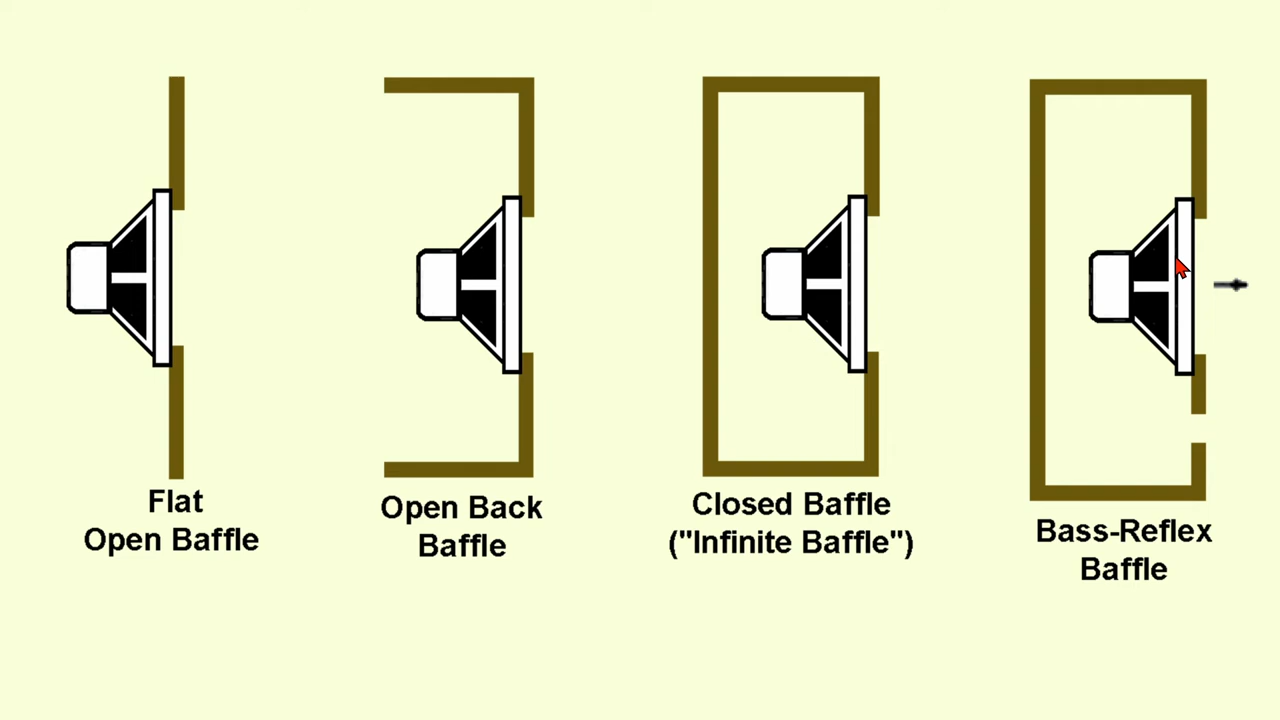 Flat
Open Baffle
Open Back
Baffle
Closed Baffle
("Infinite Baffle")
Bass-Reflex
Baffle